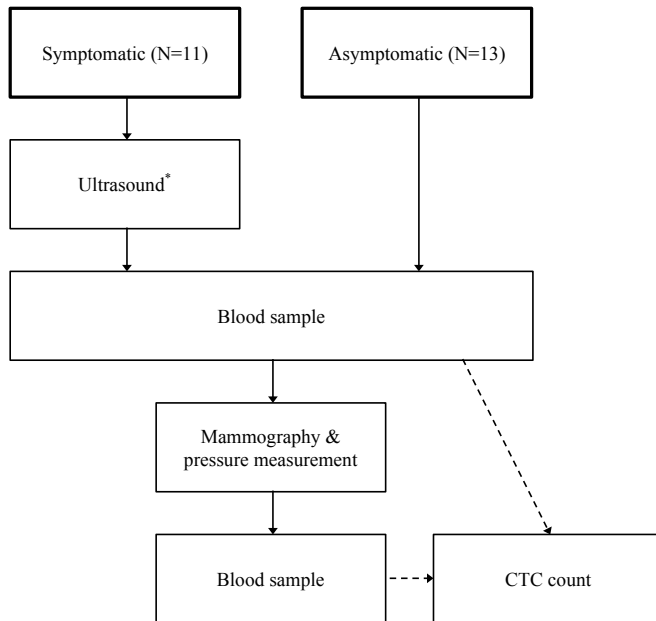 Symptomatic (N=11)
Asymptomatic (N=13)
Ultrasound*
Blood sample
Mammography &
pressure measurement
Blood sample
CTC count